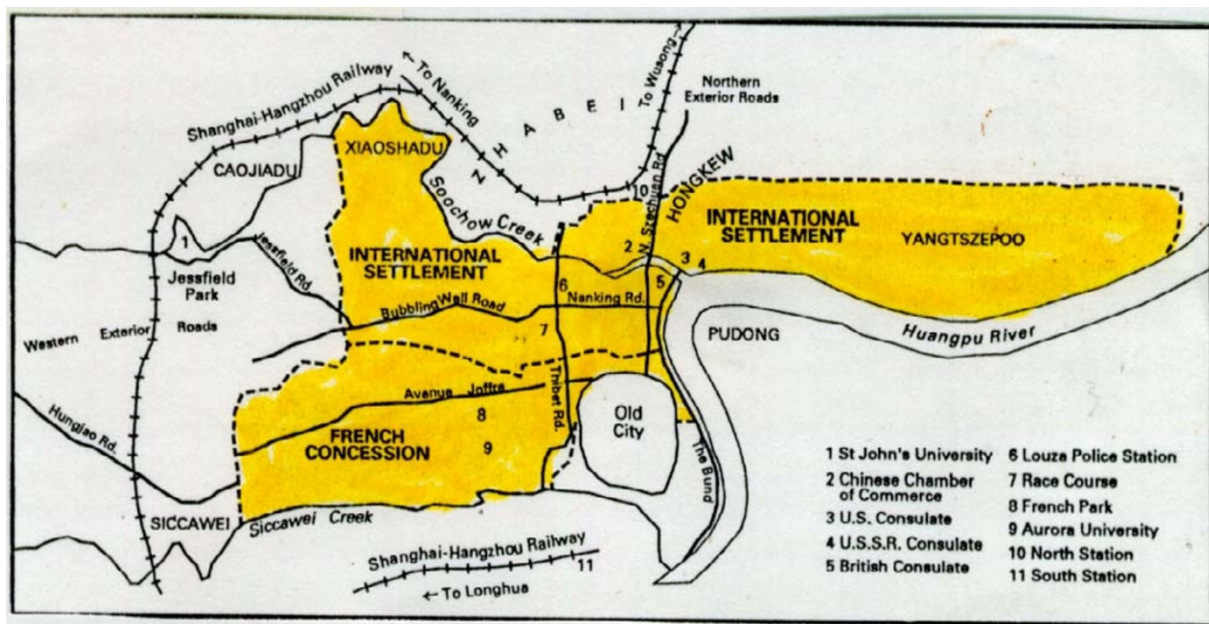 Shanghai-Hangzhou Railway
← To Nanking
ZHABEI
To Wusong →
Northern
Exterior Roads
XIAOSHADU
CAOJIADU
Soochow Creek
10
N. Szechuen Rd
HONGKEW
INTERNATIONAL
SETTLEMENT
YANGTSZEPOO
1
Jessfield Rd.
Jessfield
Park
INTERNATIONAL
SETTLEMENT
2
3
4
5
6
Nanking Rd.
Bubbling Wall Road
7
Western Exterior Roads
PUDONG
Huangpu River
Avenue Joffre
Thibet Rd.
8
9
FRENCH
CONCESSION
Old
City
The Bund
Hungjao Rd.
SICCAWEI
Siccawei Creek
Shanghai-Hangzhou Railway
11
← To Longhua
1 St John's University
2 Chinese Chamber
of Commerce
3 U.S. Consulate
4 U.S.S.R. Consulate
5 British Consulate
6 Louza Police Station
7 Race Course
8 French Park
9 Aurora University
10 North Station
11 South Station